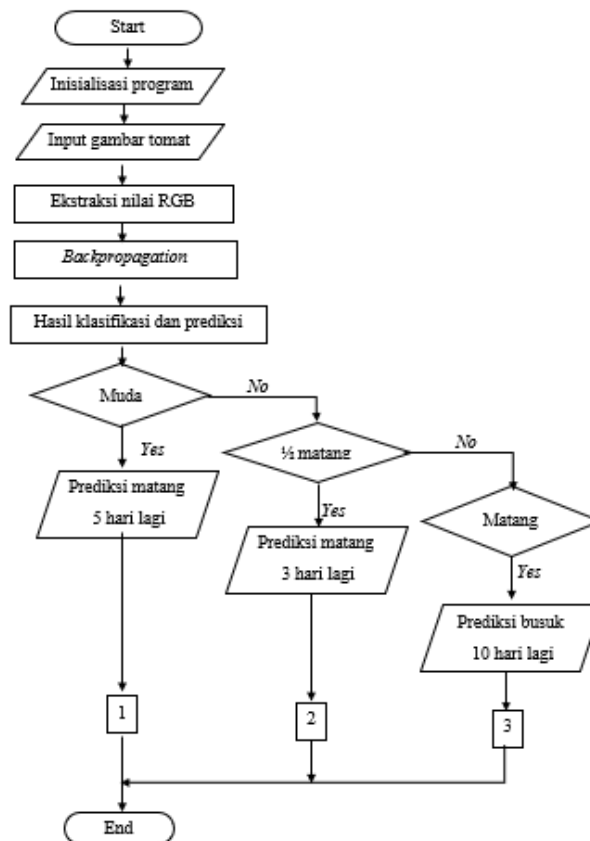 Start
Inisialisasi program
Input gambar tomat
Ekstraksi nilai RGB
Backpropagation
Hasil klasifikasi dan prediksi
Muda
No
Yes
½ matang
No
Prediksi matang
5 hari lagi
Yes
Matang
Prediksi matang
3 hari lagi
Yes
Prediksi busuk
10 hari lagi
1
2
3
End